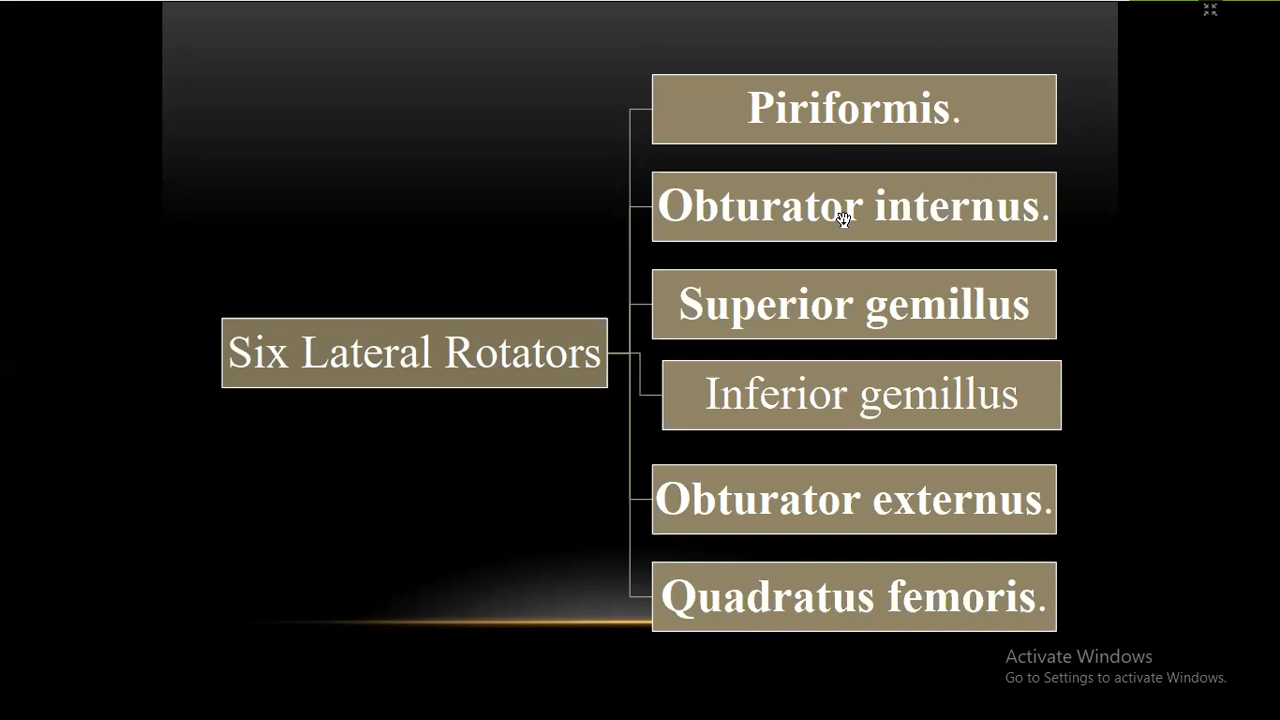 Piriformis.
Obturator internus.
Superior gemillus
Six Lateral Rotators
Inferior gemillus
Obturator externus.
Quadratus femoris.
Activate Windows
Go to Settings to activate Windows.